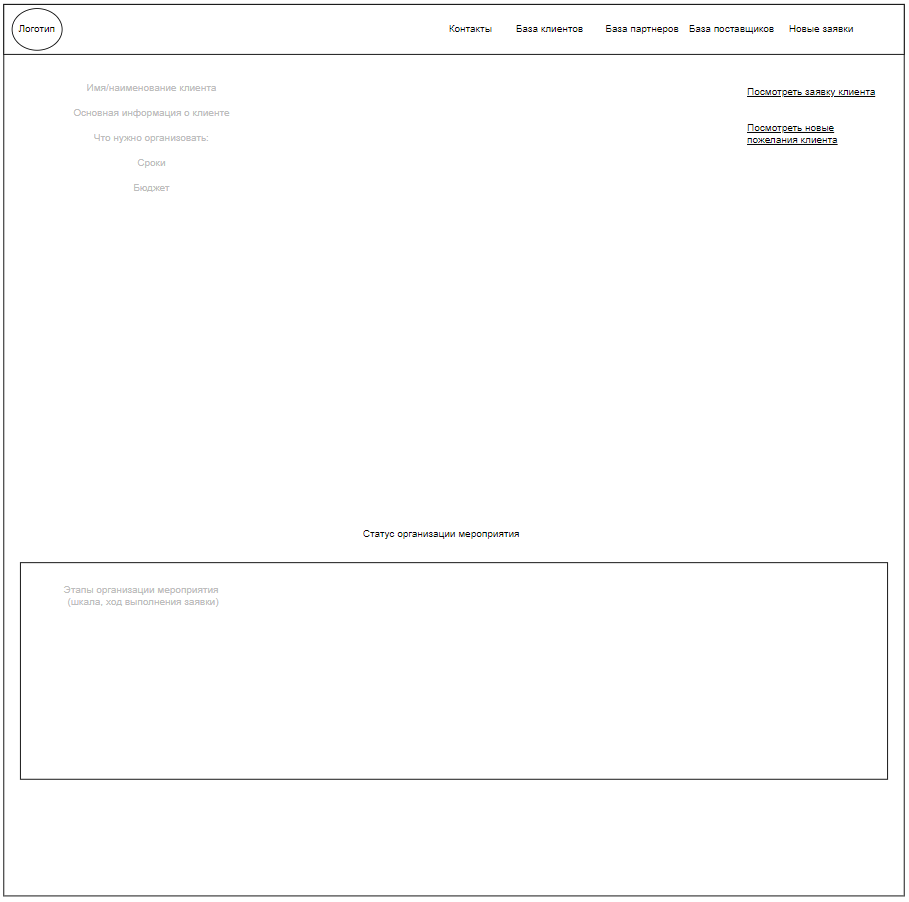 Логотип
Контакты
База клиентов
База партнеров
База поставщиков
Новые заявки
Имя/наименование клиента
Основная информация о клиенте
Что нужно организовать:
Сроки
Бюджет
Посмотреть заявку клиента
Посмотреть новые
пожелания клиента
Статус организации мероприятия
Этапы организации мероприятия
(шкала, ход выполнения заявки)